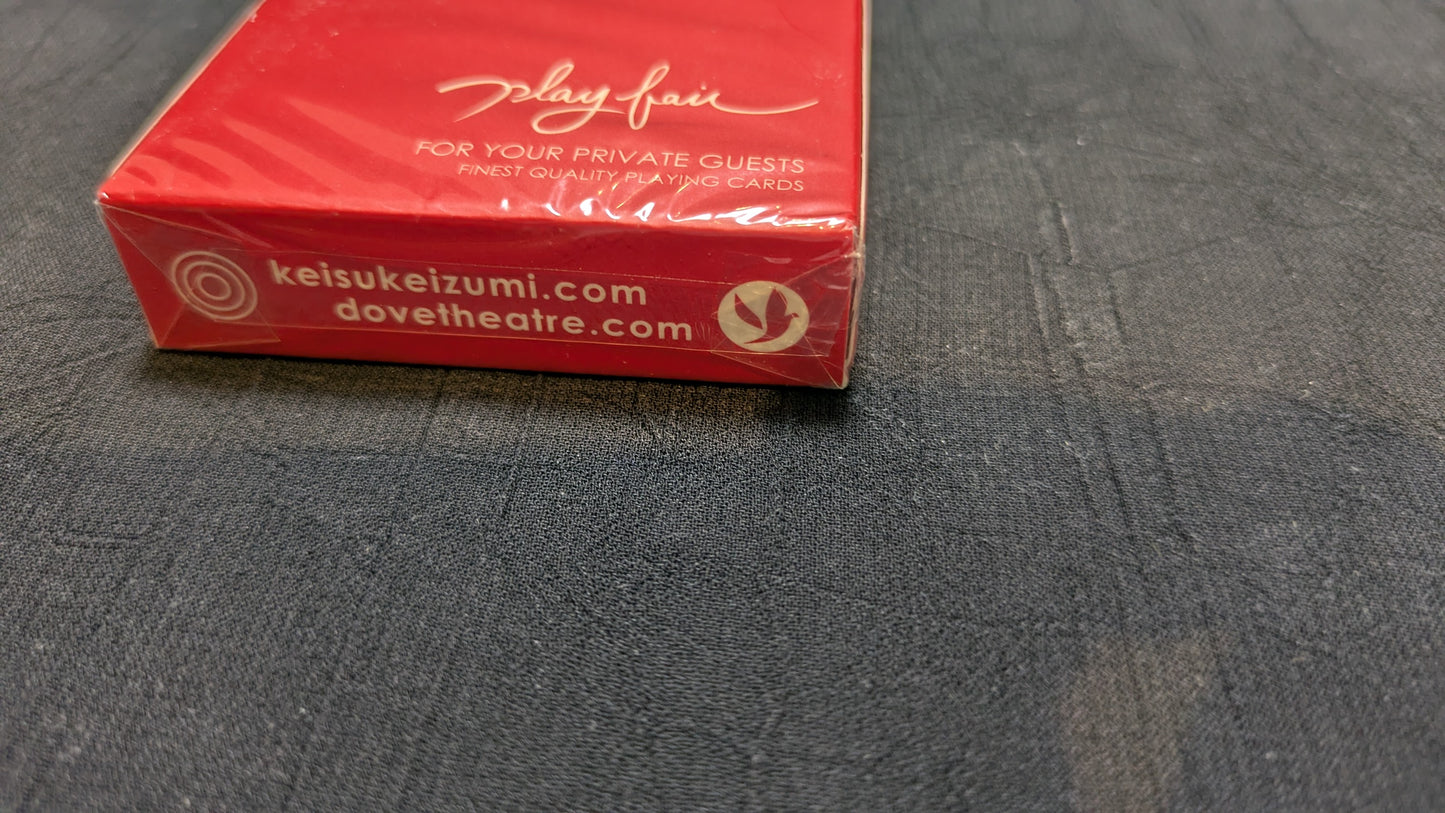 play fair
FOR YOUR PRIVATE GUESTS
FINEST QUALITY PLAYING CARDS
keisukeizumi.com
dovetheatre.com